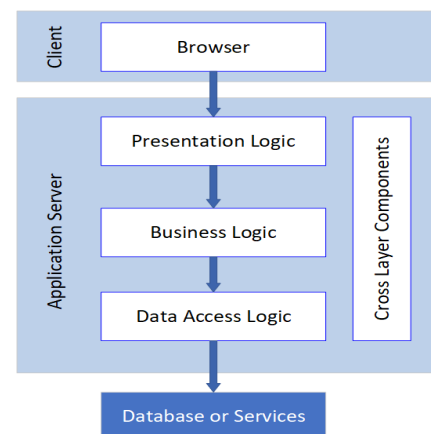 Client
Browser
Application Server
Presentation Logic
Business Logic
Data Access Logic
Cross Layer Components
Database or Services